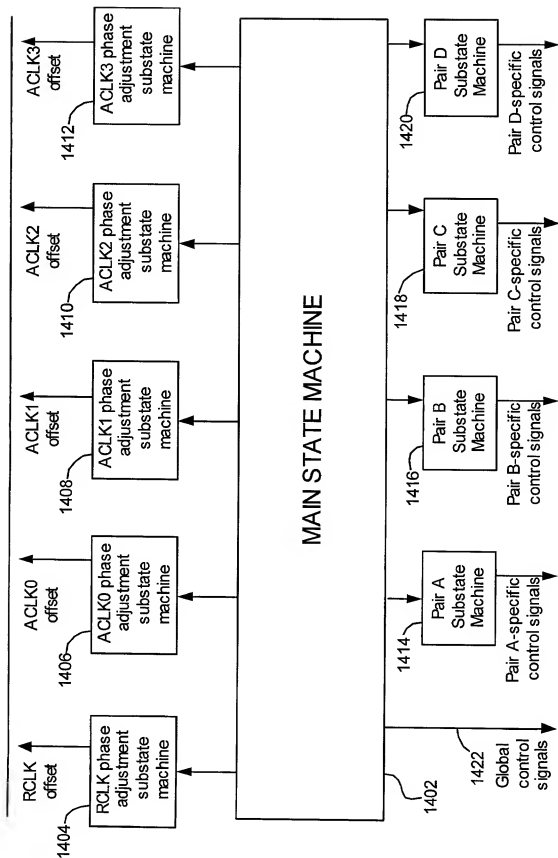 RCLK
offset
ACLK0
offset
ACLK1
offset
ACLK2
offset
ACLK3
offset
RCLK phase
adjustment
substate
machine
1404
ACLK0 phase
adjustment
substate
machine
1406
ACLK1 phase
adjustment
substate
machine
1408
ACLK2 phase
adjustment
substate
machine
1410
ACLK3 phase
adjustment
substate
machine
1412
MAIN STATE MACHINE
1402
1422
Global control
signals
Pair A
Substate
Machine
1414
Pair A-specific
control signals
Pair B
Substate
Machine
1416
Pair B-specific
control signals
Pair C
Substate
Machine
1418
Pair C-specific
control signals
Pair D
Substate
Machine
1420
Pair D-specific
control signals